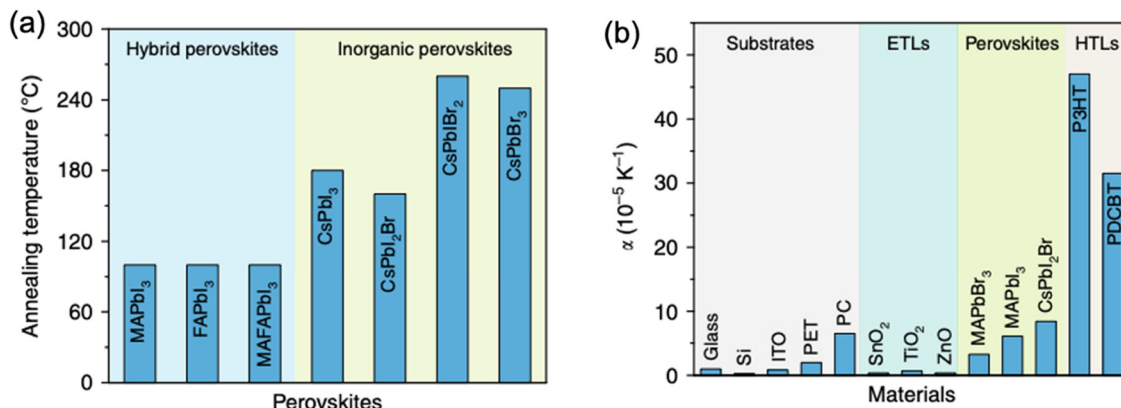 (a)
300
240
180
120
60
0
Annealing temperature (°C)
Hybrid perovskites
Inorganic perovskites
MAPbI₃
FAPbI₃
MAFAPbI₃
CsPbI₃
CsPbI₂Br
CsPbIBr₂
CsPbBr₃
Perovskites
(b)
50
40
30
20
10
0
α (10⁻⁵ K⁻¹)
Substrates
ETLs
Perovskites
HTLs
Glass
Si
ITO
PET
PC
SnO₂
TiO₂
ZnO
MAPbBr₃
MAPbI₃
CsPbI₂Br
P3HT
PDCBT
Materials